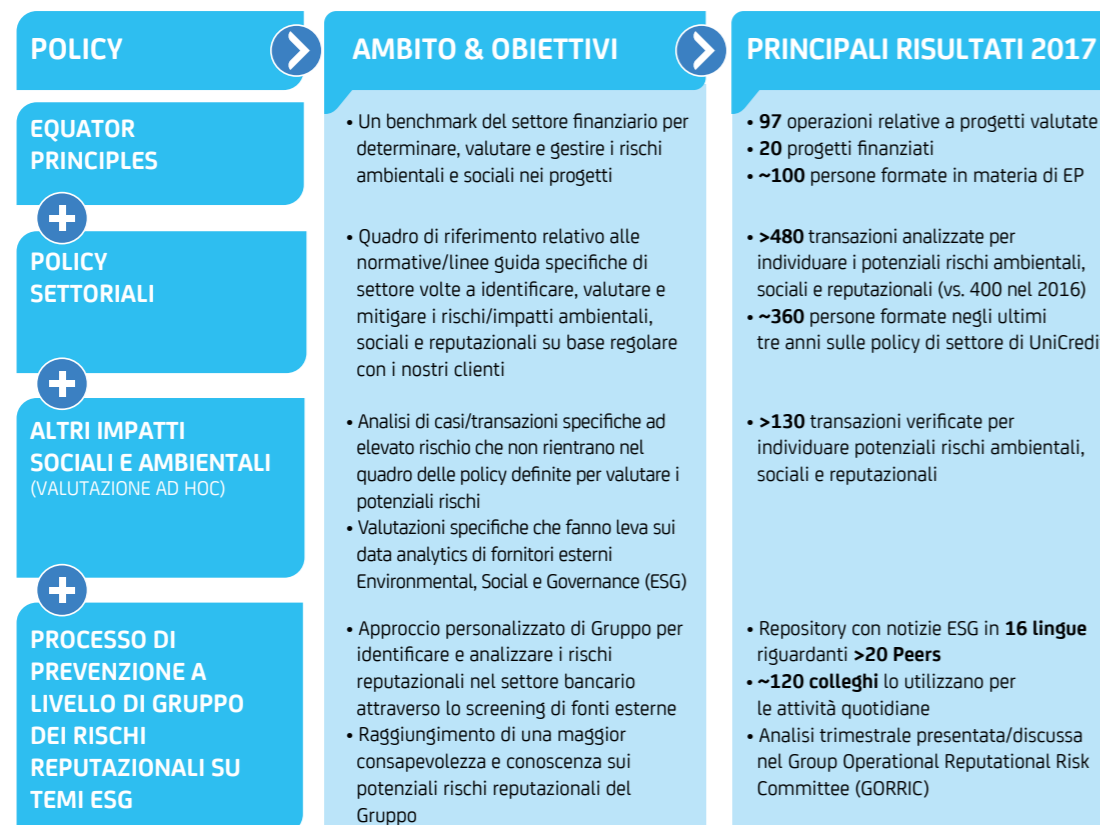 POLICY
AMBITO & OBIETTIVI
PRINCIPALI RISULTATI 2017
EQUATOR
PRINCIPLES
• Un benchmark del settore finanziario per
determinare, valutare e gestire i rischi
ambientali e sociali nei progetti
• 97 operazioni relative a progetti valutate
• 20 progetti finanziati
• ~100 persone formate in materia di EP
POLICY
SETTORIALI
• Quadro di riferimento relativo alle
normative/linee guida specifiche di
settore volte a identificare, valutare e
mitigare i rischi/impatti ambientali,
sociali e reputazionali su base regolare
con i nostri clienti
• >480 transazioni analizzate per
individuare i potenziali rischi ambientali,
sociali e reputazionali (vs. 400 nel 2016)
• ~360 persone formate negli ultimi
tre anni sulle policy di settore di UniCredi
ALTRI IMPATTI
SOCIALI E AMBIENTALI
(VALUTAZIONE AD HOC)
• Analisi di casi/transazioni specifiche ad
elevato rischio che non rientrano nel
quadro delle policy definite per valutare i
potenziali rischi
• Valutazioni specifiche che fanno leva sui
data analytics di fornitori esterni
Environmental, Social e Governance (ESG)
• >130 transazioni verificate per
individuare potenziali rischi ambientali,
sociali e reputazionali
PROCESSO DI
PREVENZIONE A
LIVELLO DI GRUPPO
DEI RISCHI
REPUTAZIONALI SU
TEMI ESG
• Approccio personalizzato di Gruppo per
identificare e analizzare i rischi
reputazionali nel settore bancario
attraverso lo screening di fonti esterne
• Raggiungimento di una maggior
consapevolezza e conoscenza sui
potenziali rischi reputazionali del
Gruppo
• Repository con notizie ESG in 16 lingue
riguardanti >20 Peers
• ~120 colleghi lo utilizzano per
le attività quotidiane
• Analisi trimestrale presentata/discussa
nel Group Operational Reputational Risk
Committee (GORRIC)